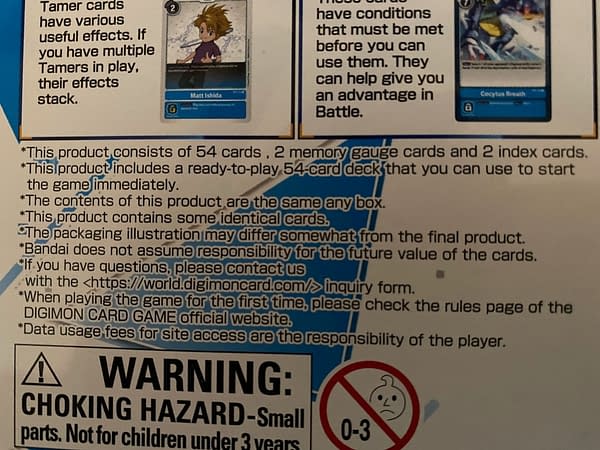 Tamer cards
have various
useful effects. If
you have multiple
Tamers in play,
their effects
stack.
2
Matt Ishida
These cards
have conditions
that must be met
before you can
use them. They
can help give you
an advantage in
Battle.
7
Cocytus Breath
*This product consists of 54 cards , 2 memory gauge cards and 2 index cards.
*This product includes a ready-to-play 54-card deck that you can use to start
the game immediately.
*The contents of this product are the same any box.
*This product contains some identical cards.
*The packaging illustration may differ somewhat from the final product.
*Bandai does not assume responsibility for the future value of the cards.
*If you have questions, please contact us
with the <https://world.digimoncard.com/> Inquiry form.
*When playing the game for the first time, please check the rules page of the
DIGIMON CARD GAME official website.
*Data usage fees for site access are the responsibility of the player.
WARNING:
CHOKING HAZARD-Small
parts. Not for children under 3 years
0-3